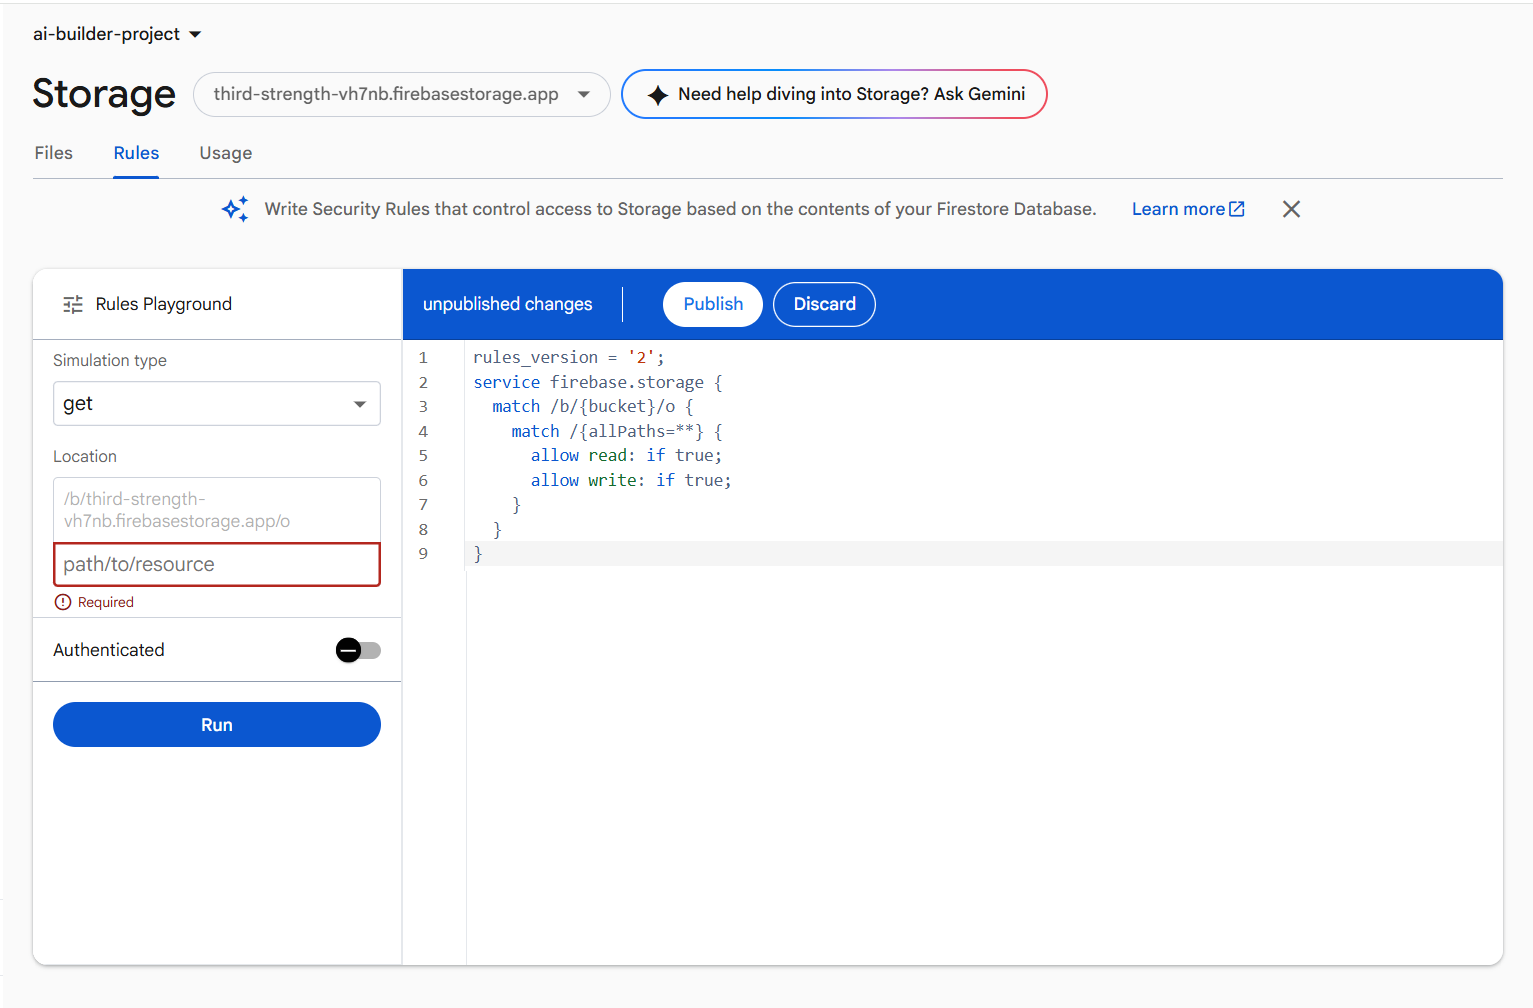 ai-builder-project
Storage
third-strength-vh7nb.firebasestorage.app
Need help diving into Storage? Ask Gemini
Files
Rules
Usage
Write Security Rules that control access to Storage based on the contents of your Firestore Database.
Learn more
Rules Playground
unpublished changes
Publish
Discard
Simulation type
get
Location
/b/third-strength-
vh7nb.firebasestorage.app/o
path/to/resource
Required
Authenticated
Run
1 rules_version = '2';
2 service firebase.storage {
3   match /b/{bucket}/o {
4     match /{allPaths=**} {
5       allow read: if true;
6       allow write: if true;
7     }
8   }
9 }